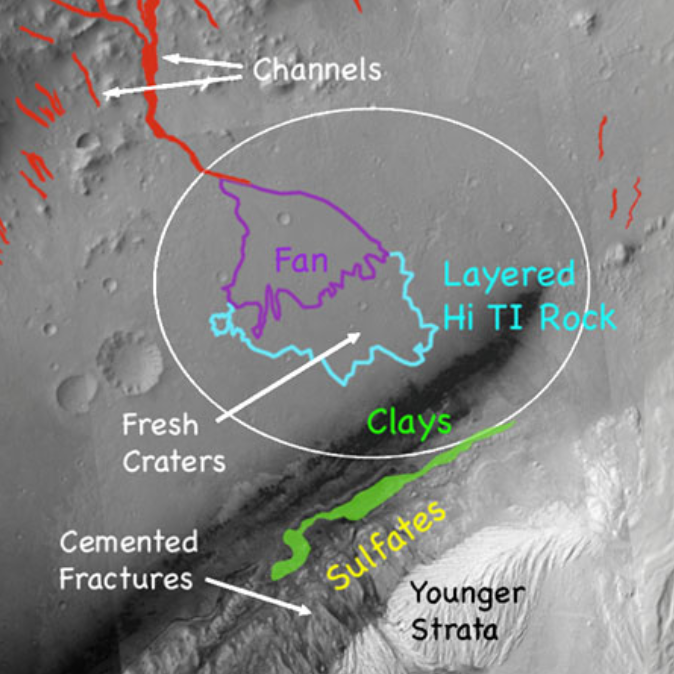 Channels
Fan
Layered
Hi TI Rock
Fresh
Craters
Clays
Cemented
Fractures
Sulfates
Younger
Strata